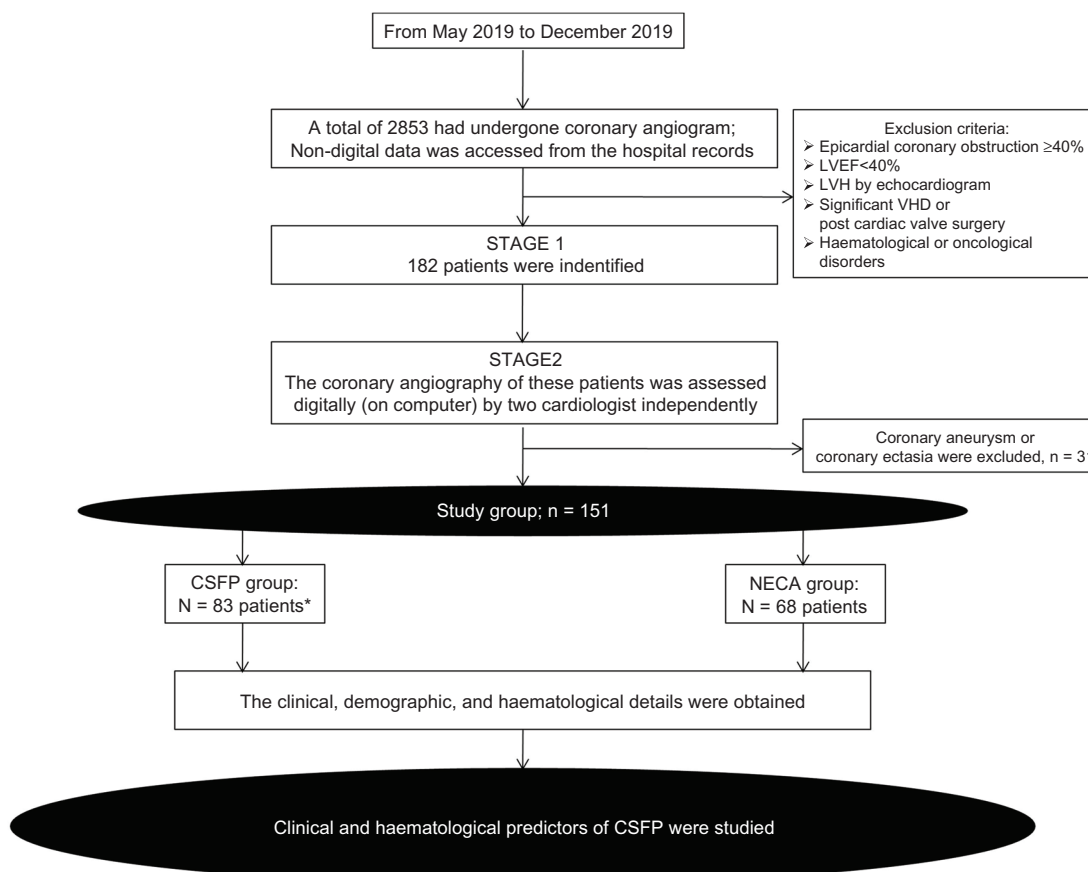 From May 2019 to December 2019
A total of 2853 had undergone coronary angiogram;
Non-digital data was accessed from the hospital records
Exclusion criteria:
➢ Epicardial coronary obstruction ≥40%
➢ LVEF<40%
➢ LVH by echocardiogram
➢ Significant VHD or
post cardiac valve surgery
➢ Haematological or oncological
disorders
STAGE 1
182 patients were indentified
STAGE2
The coronary angiography of these patients was assessed
digitally (on computer) by two cardiologist independently
Coronary aneurysm or
coronary ectasia were excluded, n = 31
Study group; n = 151
CSFP group:
N = 83 patients*
NECA group:
N = 68 patients
The clinical, demographic, and haematological details were obtained
Clinical and haematological predictors of CSFP were studied